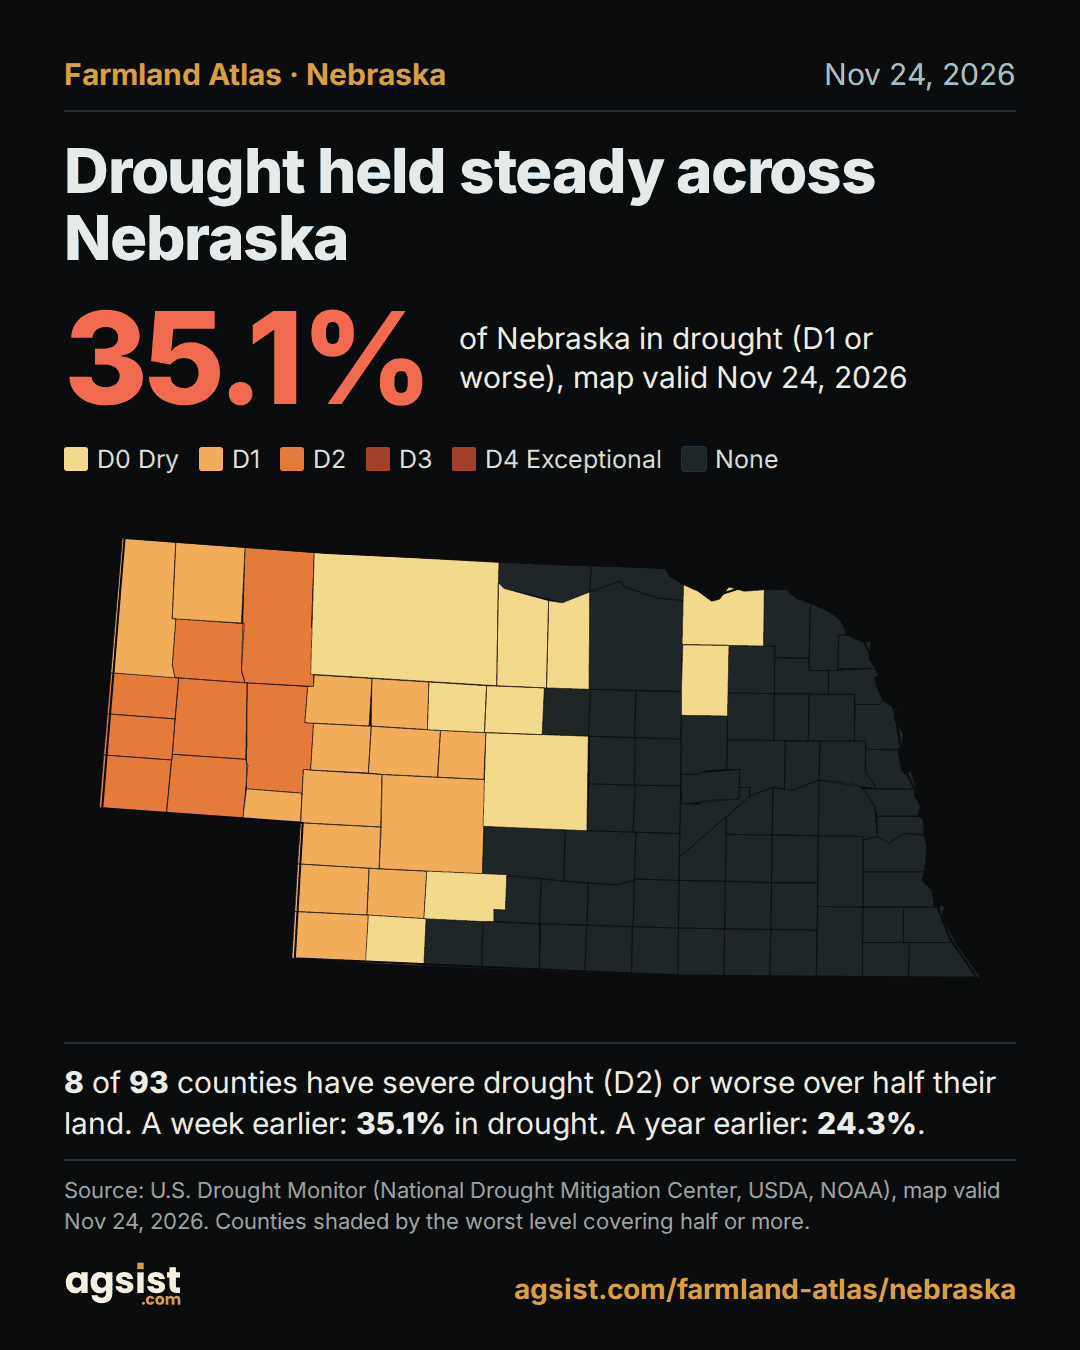 Farmland Atlas · Nebraska
Nov 24, 2026
Drought held steady across
Nebraska
35.1%
of Nebraska in drought (D1 or
worse), map valid Nov 24, 2026
D0 Dry D1 D2 D3 D4 Exceptional None
8 of 93 counties have severe drought (D2) or worse over half their
land. A week earlier: 35.1% in drought. A year earlier: 24.3%.
Source: U.S. Drought Monitor (National Drought Mitigation Center, USDA, NOAA), map valid
Nov 24, 2026. Counties shaded by the worst level covering half or more.
agsist
.com
agsist.com/farmland-atlas/nebraska